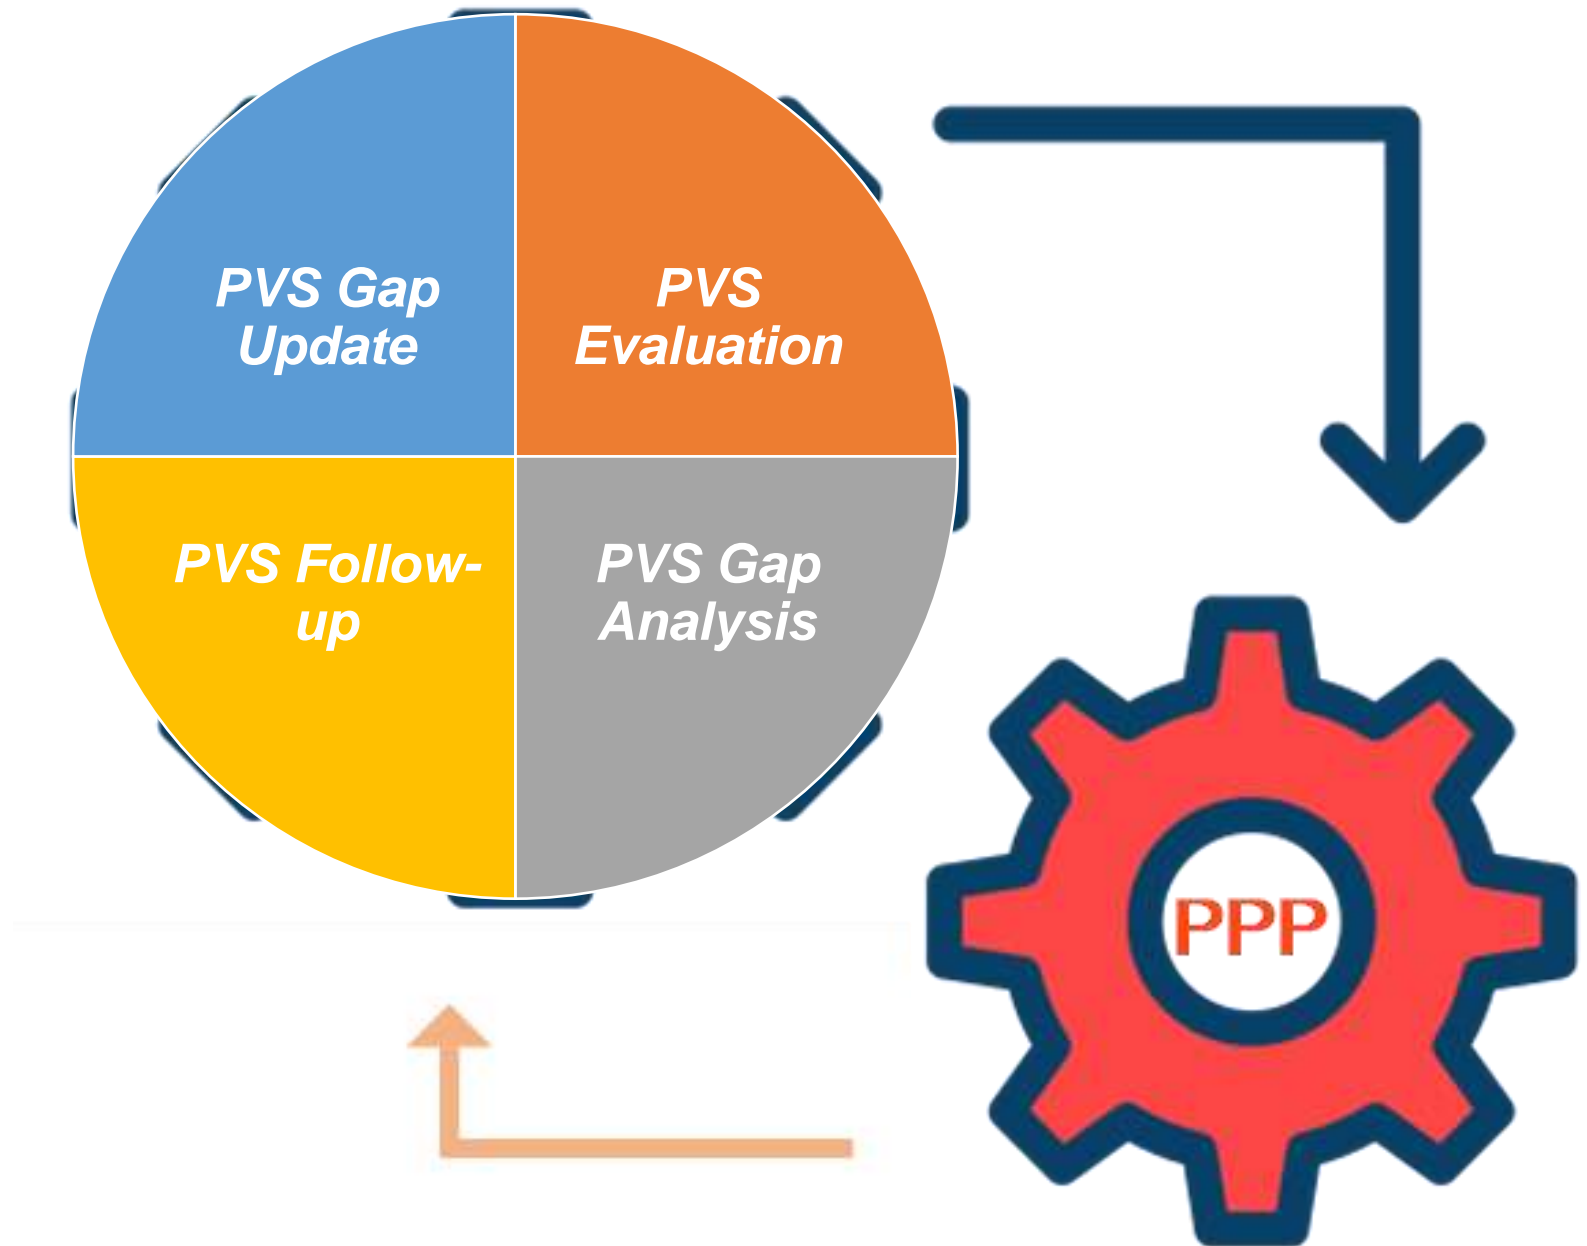 PVS Gap
Update
PVS
Evaluation
PVS Follow-
up
PVS Gap
Analysis
PPP